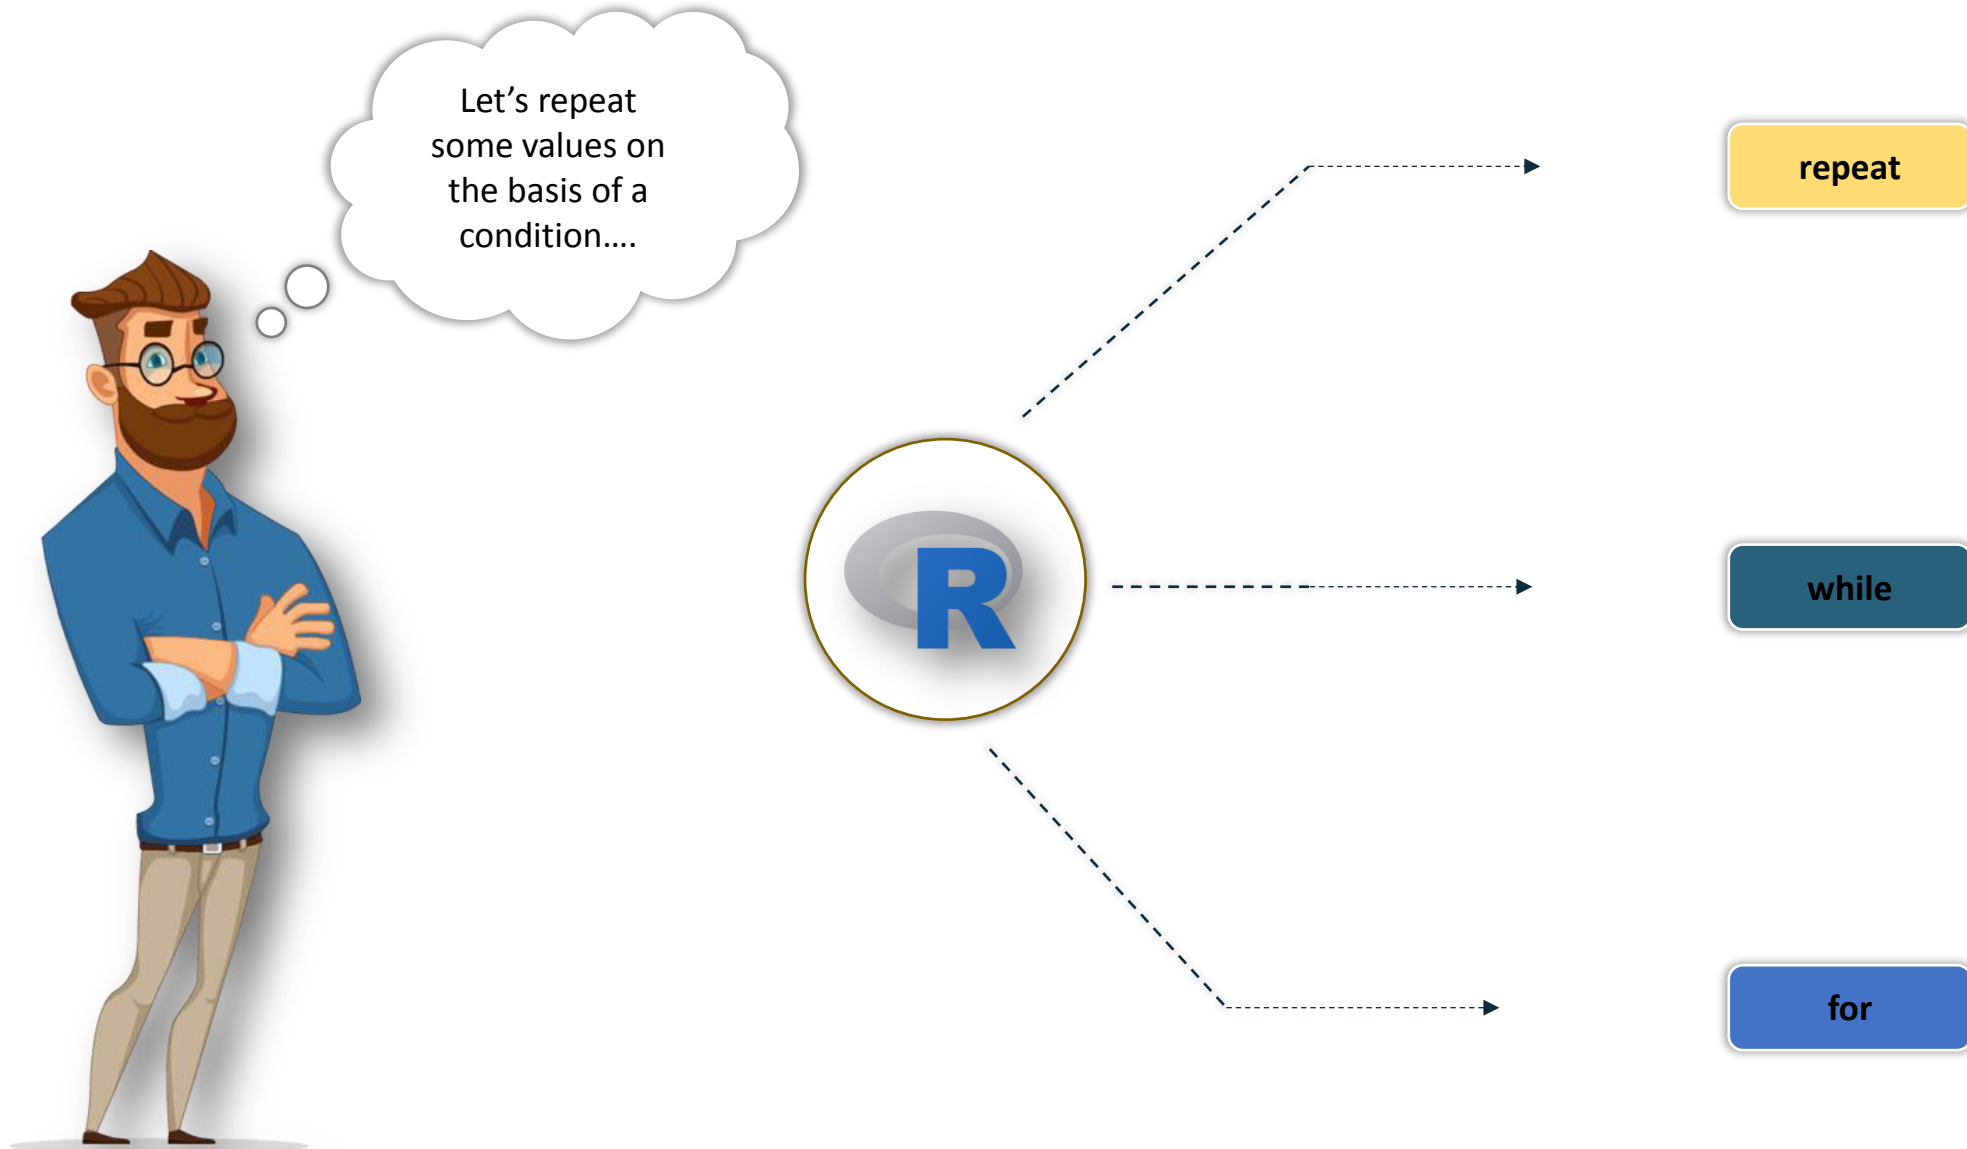 Let’s repeat
some values on
the basis of a
condition....
repeat
R
while
for